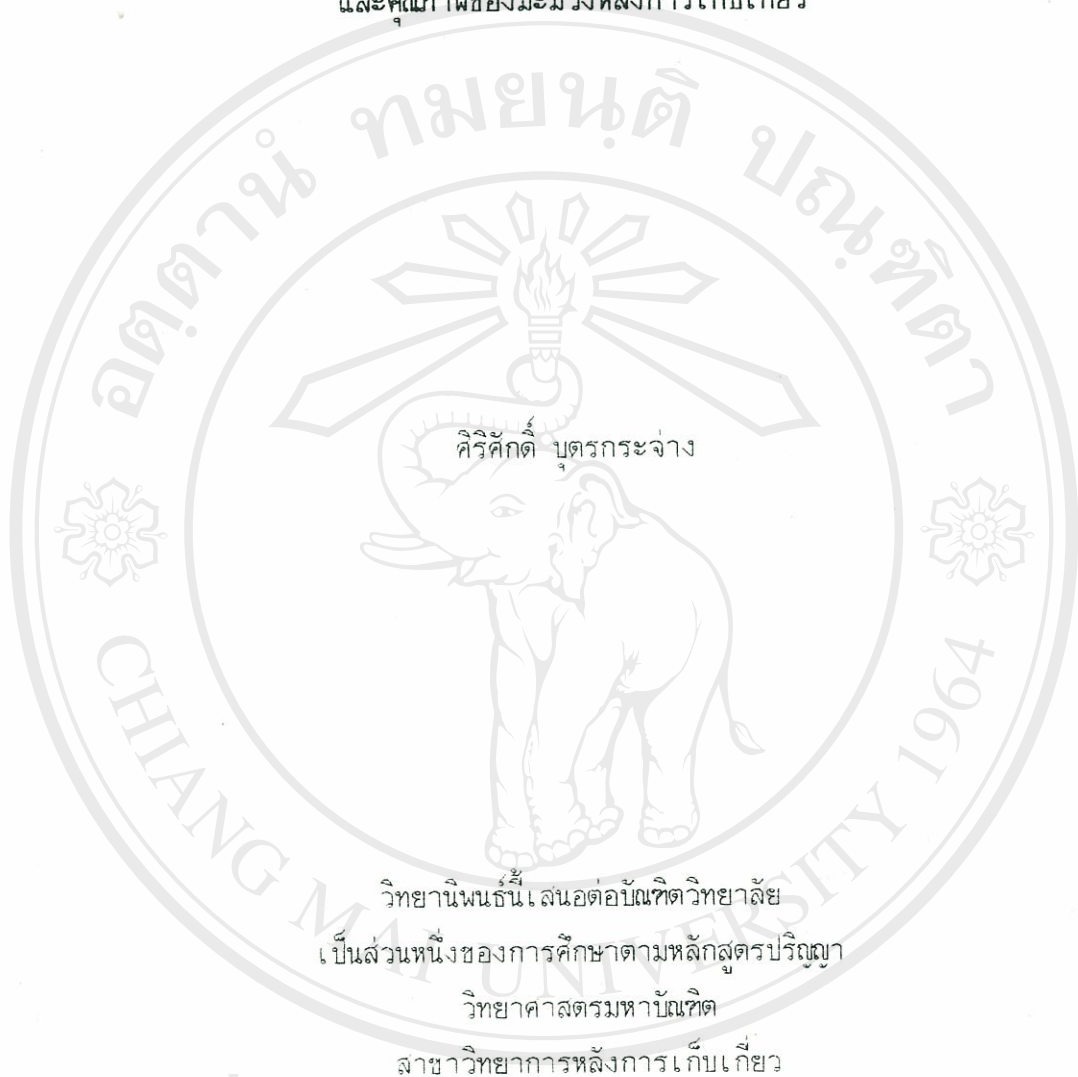 และคุณภาพของมะม่วงหลังการเก็บเกี่ยว
อตฺตานํ ทมยนฺติ ปณฺฑิตา
ศิริศักดิ์ บุตรกระจ่าง
CHIANG MAI UNIVERSITY 1964
วิทยานิพนธ์นี้เสนอต่อบัณฑิตวิทยาลัย
เป็นส่วนหนึ่งของการศึกษาตามหลักสูตรปริญญา
วิทยาศาสตรมหาบัณฑิต
สาขาวิทยาการหลังการเก็บเกี่ยว